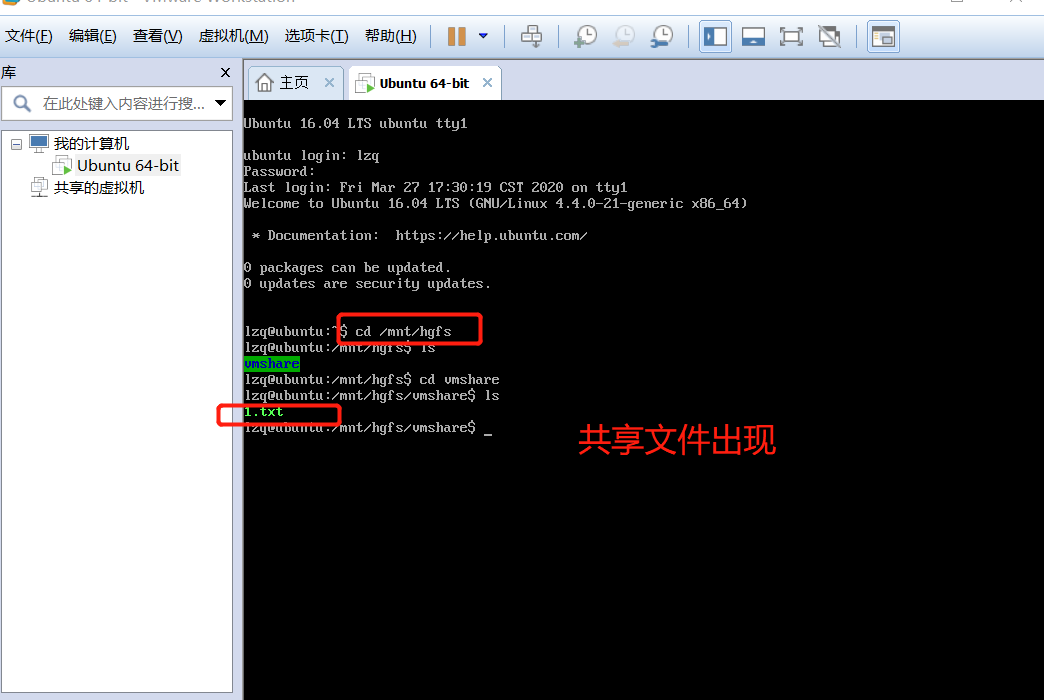 文件(F) 编辑(E) 查看(V) 虚拟机(M) 选项卡(T) 帮助(H)
库
在此处键入内容进行搜...
我的计算机
Ubuntu 64-bit
共享的虚拟机
主页
Ubuntu 64-bit
Ubuntu 16.04 LTS ubuntu tty1
ubuntu login: lzq
Password:
Last login: Fri Mar 27 17:30:19 CST 2020 on tty1
Welcome to Ubuntu 16.04 LTS (GNU/Linux 4.4.0-21-generic x86_64)
* Documentation:  https://help.ubuntu.com/
0 packages can be updated.
0 updates are security updates.
lzq@ubuntu:~$ cd /mnt/hgfs
lzq@ubuntu:/mnt/hgfs$ ls
vmshare
lzq@ubuntu:/mnt/hgfs$ cd vmshare
lzq@ubuntu:/mnt/hgfs/vmshare$ ls
1.txt
lzq@ubuntu:/mnt/hgfs/vmshare$ _
共享文件出现